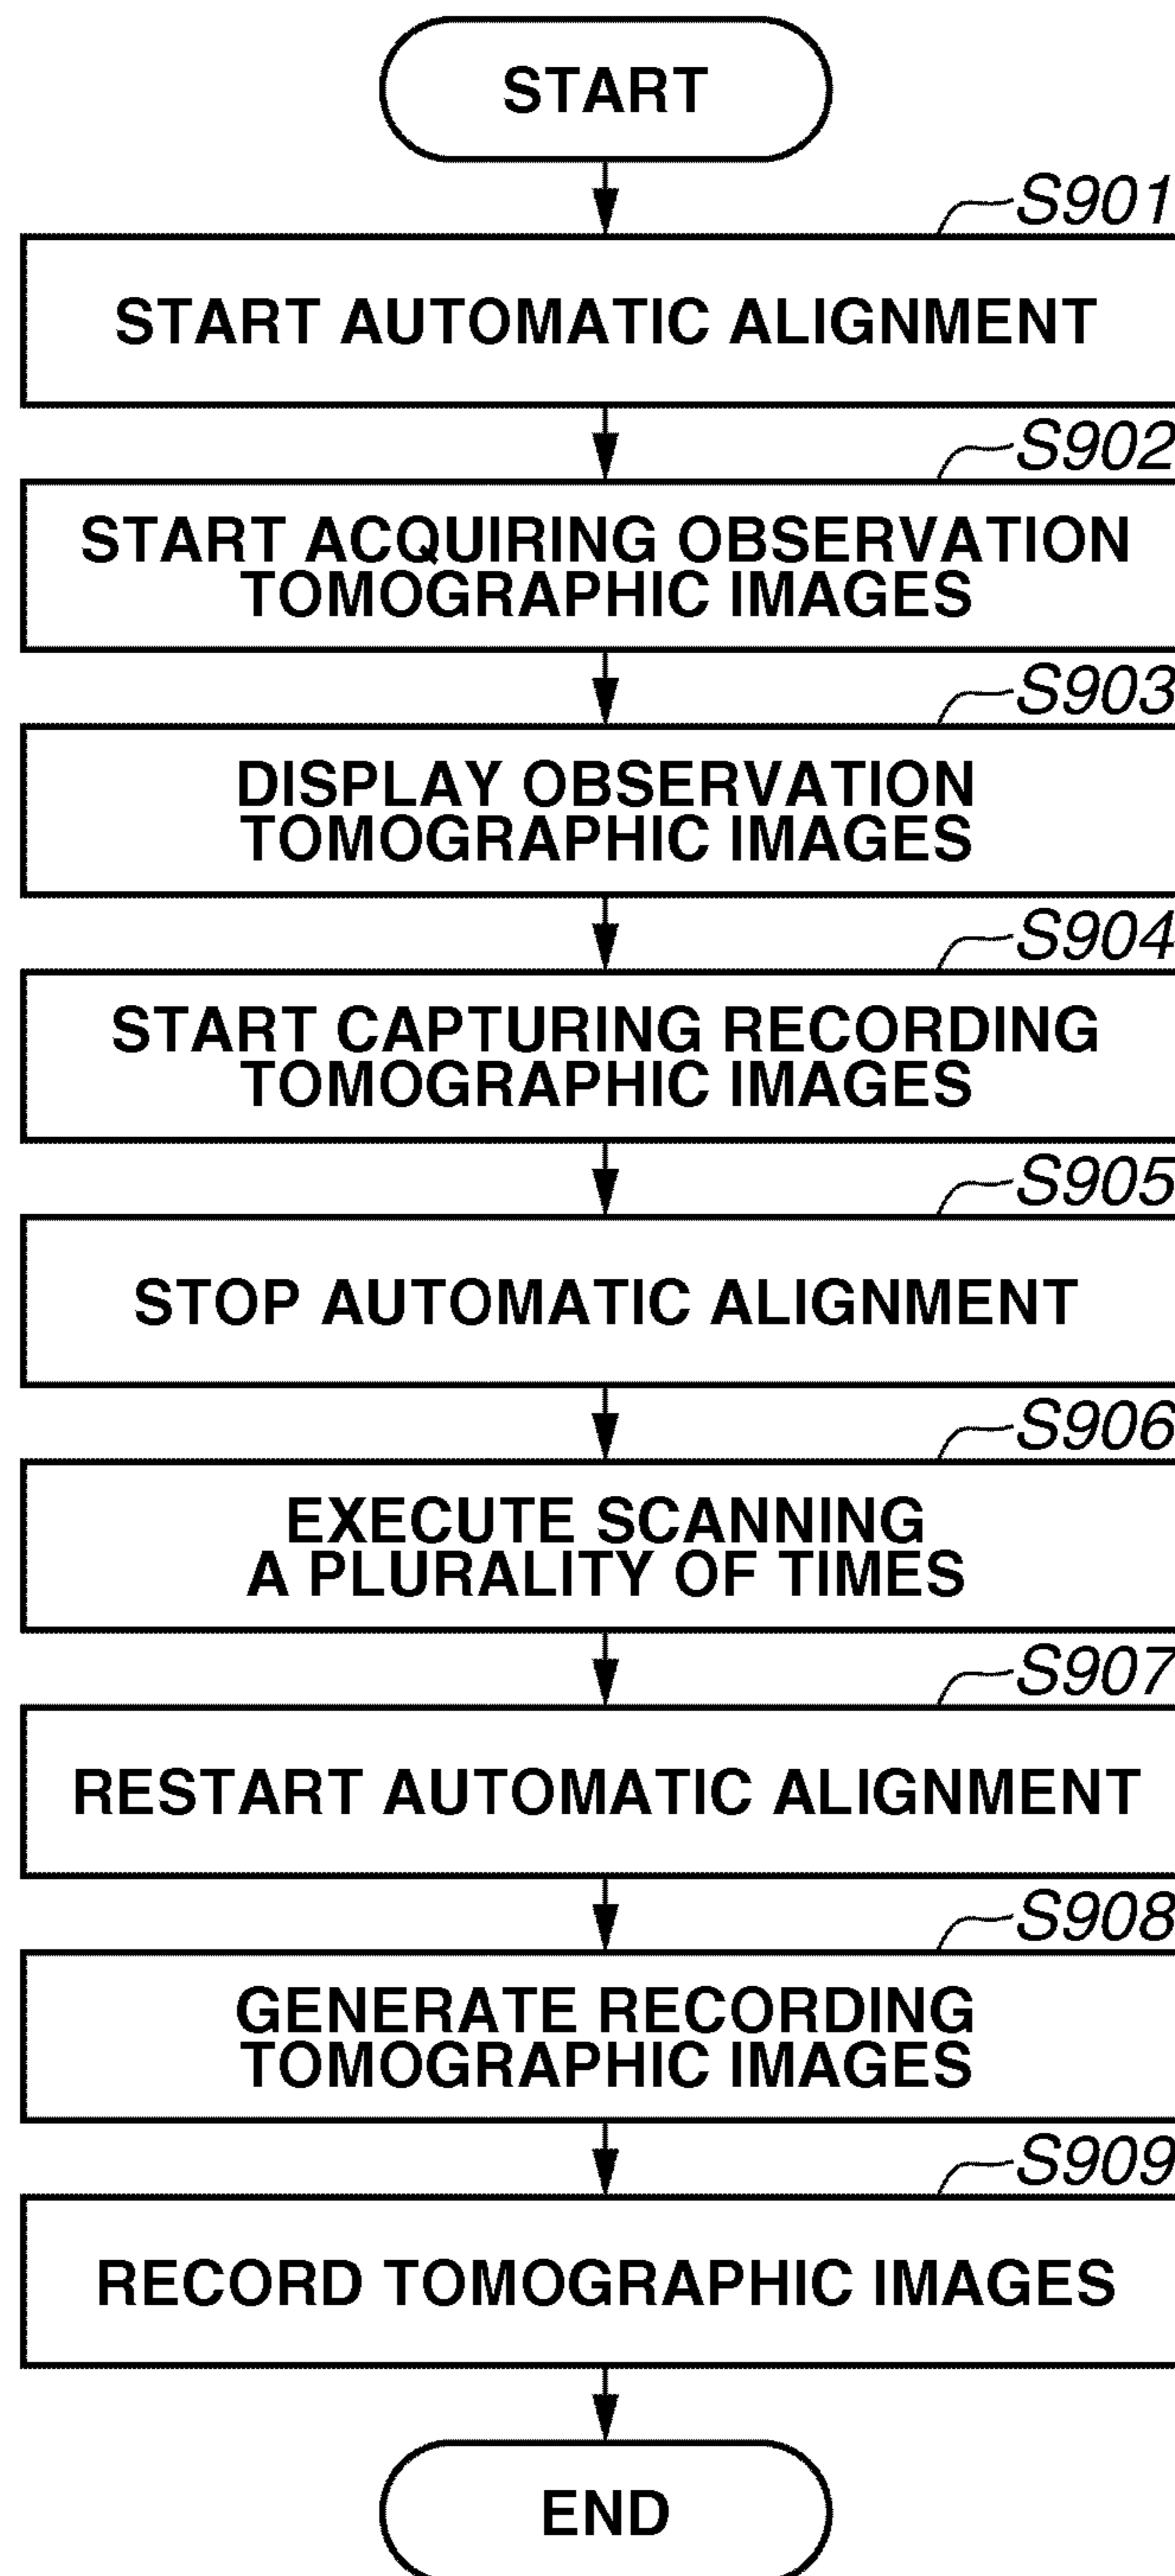 START
S901
START AUTOMATIC ALIGNMENT
S902
START ACQUIRING OBSERVATION
TOMOGRAPHIC IMAGES
S903
DISPLAY OBSERVATION
TOMOGRAPHIC IMAGES
S904
START CAPTURING RECORDING
TOMOGRAPHIC IMAGES
S905
STOP AUTOMATIC ALIGNMENT
S906
EXECUTE SCANNING
A PLURALITY OF TIMES
S907
RESTART AUTOMATIC ALIGNMENT
S908
GENERATE RECORDING
TOMOGRAPHIC IMAGES
S909
RECORD TOMOGRAPHIC IMAGES
END